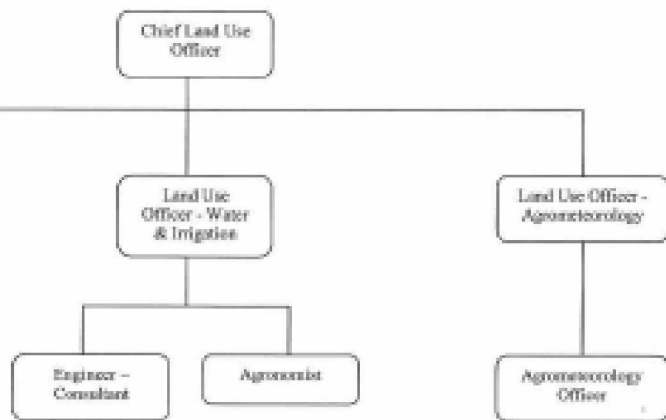 Chief Land Use
Officer
Land Use
Officer - Water
& Irrigation
Land Use Officer -
Agrometeorology
Engineer –
Consultant
Agronomist
Agrometeorology
Officer